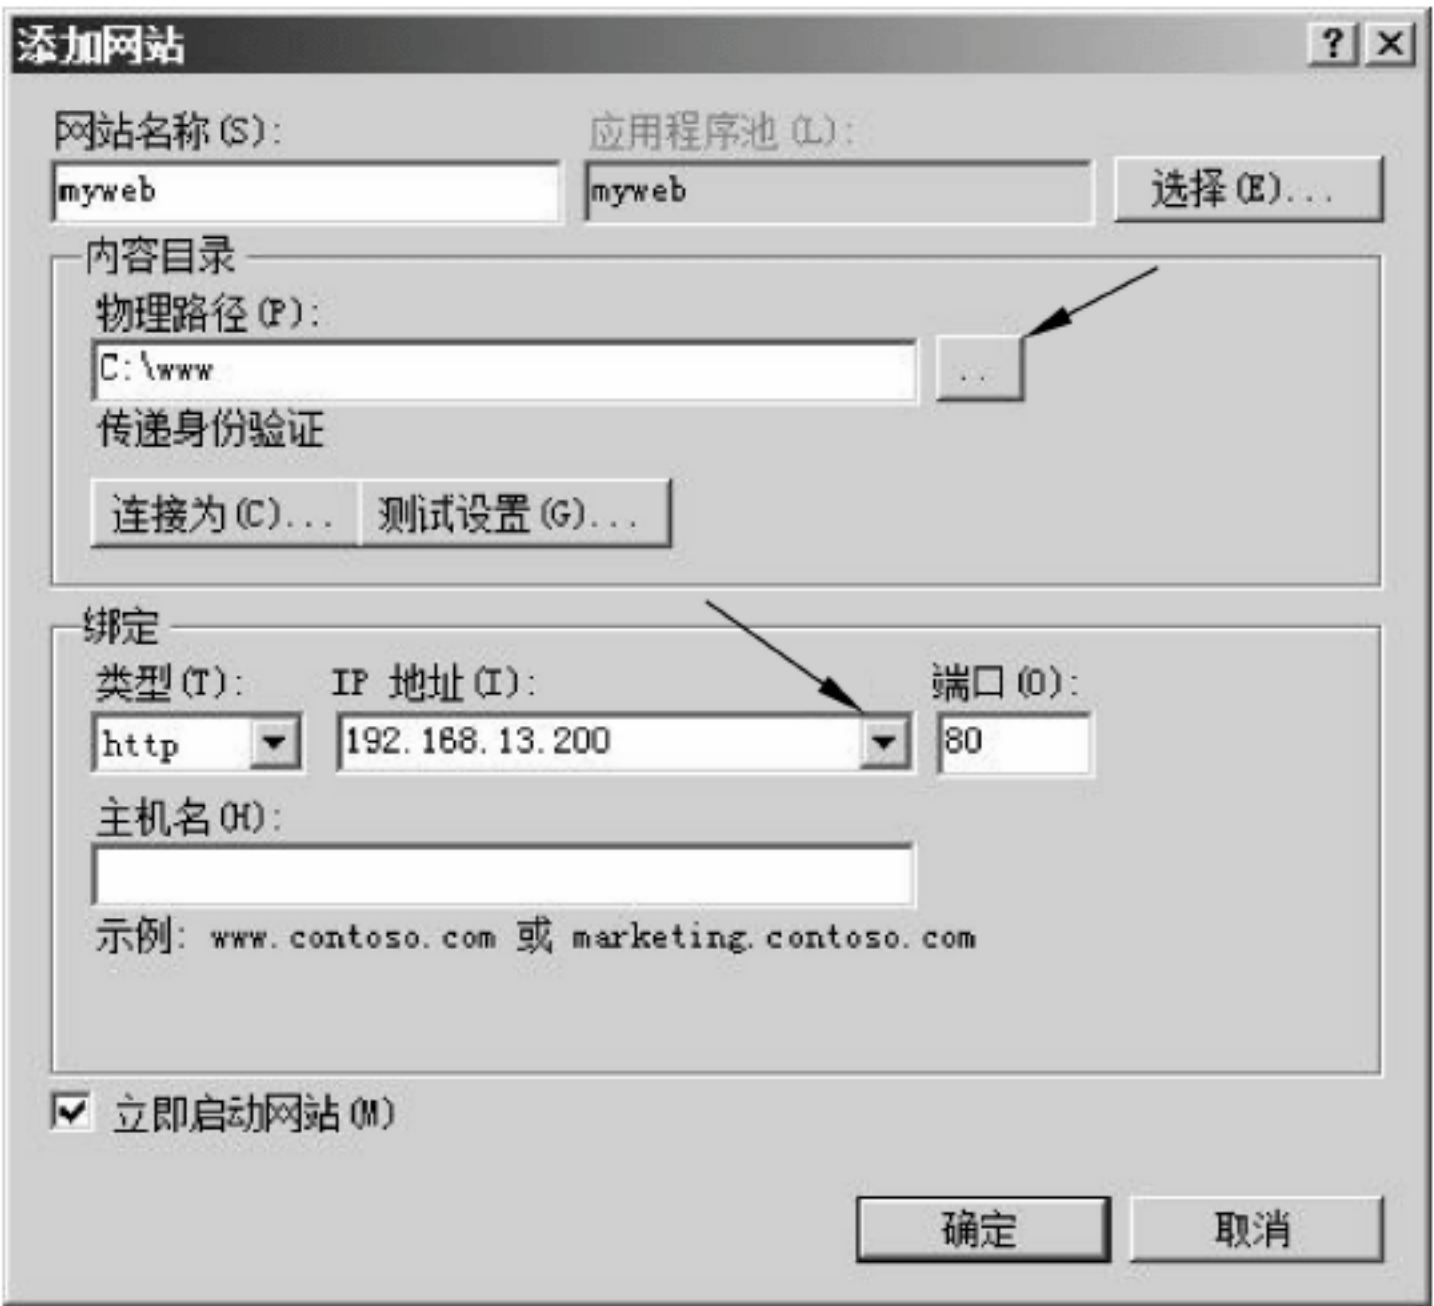 添加网站
网站名称(S): 应用程序池(L):
myweb myweb 选择(E)...
内容目录
物理路径(P):
C:\www ..
传递身份验证
连接为(C)... 测试设置(G)...
绑定
类型(T): IP 地址(I): 端口(O):
http 192.168.13.200 80
主机名(H):
示例: www.contoso.com 或 marketing.contoso.com
立即启动网站(M)
确定 取消